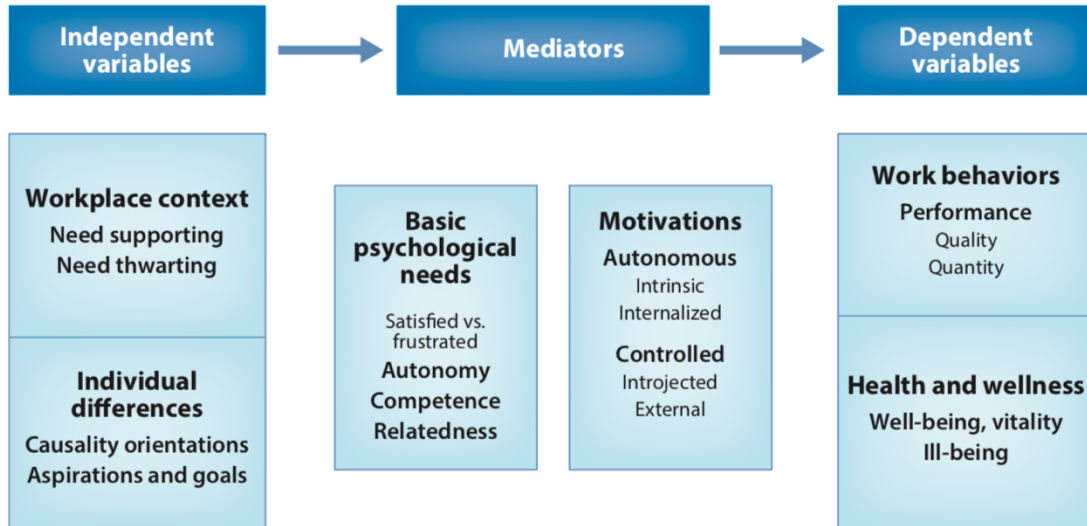 Independent
variables
Mediators
Dependent
variables
Workplace context
Need supporting
Need thwarting
Individual
differences
Causality orientations
Aspirations and goals
Basic
psychological
needs
Satisfied vs.
frustrated
Autonomy
Competence
Relatedness
Motivations
Autonomous
Intrinsic
Internalized
Controlled
Introjected
External
Work behaviors
Performance
Quality
Quantity
Health and wellness
Well-being, vitality
Ill-being